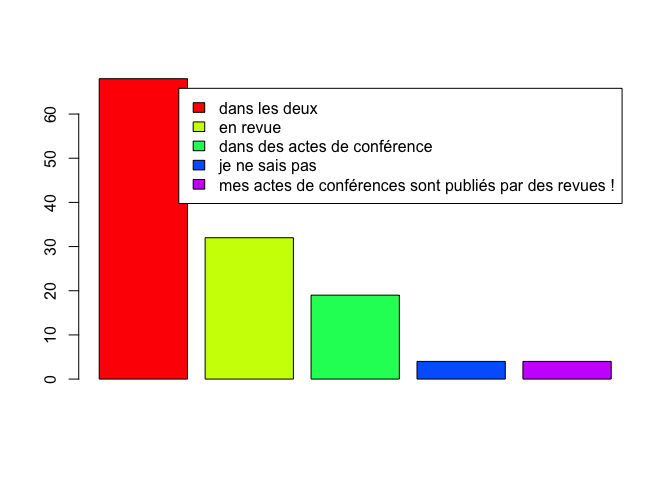 dans les deux
en revue
dans des actes de conférence
je ne sais pas
mes actes de conférences sont publiés par des revues !
60
50
40
30
20
10
0